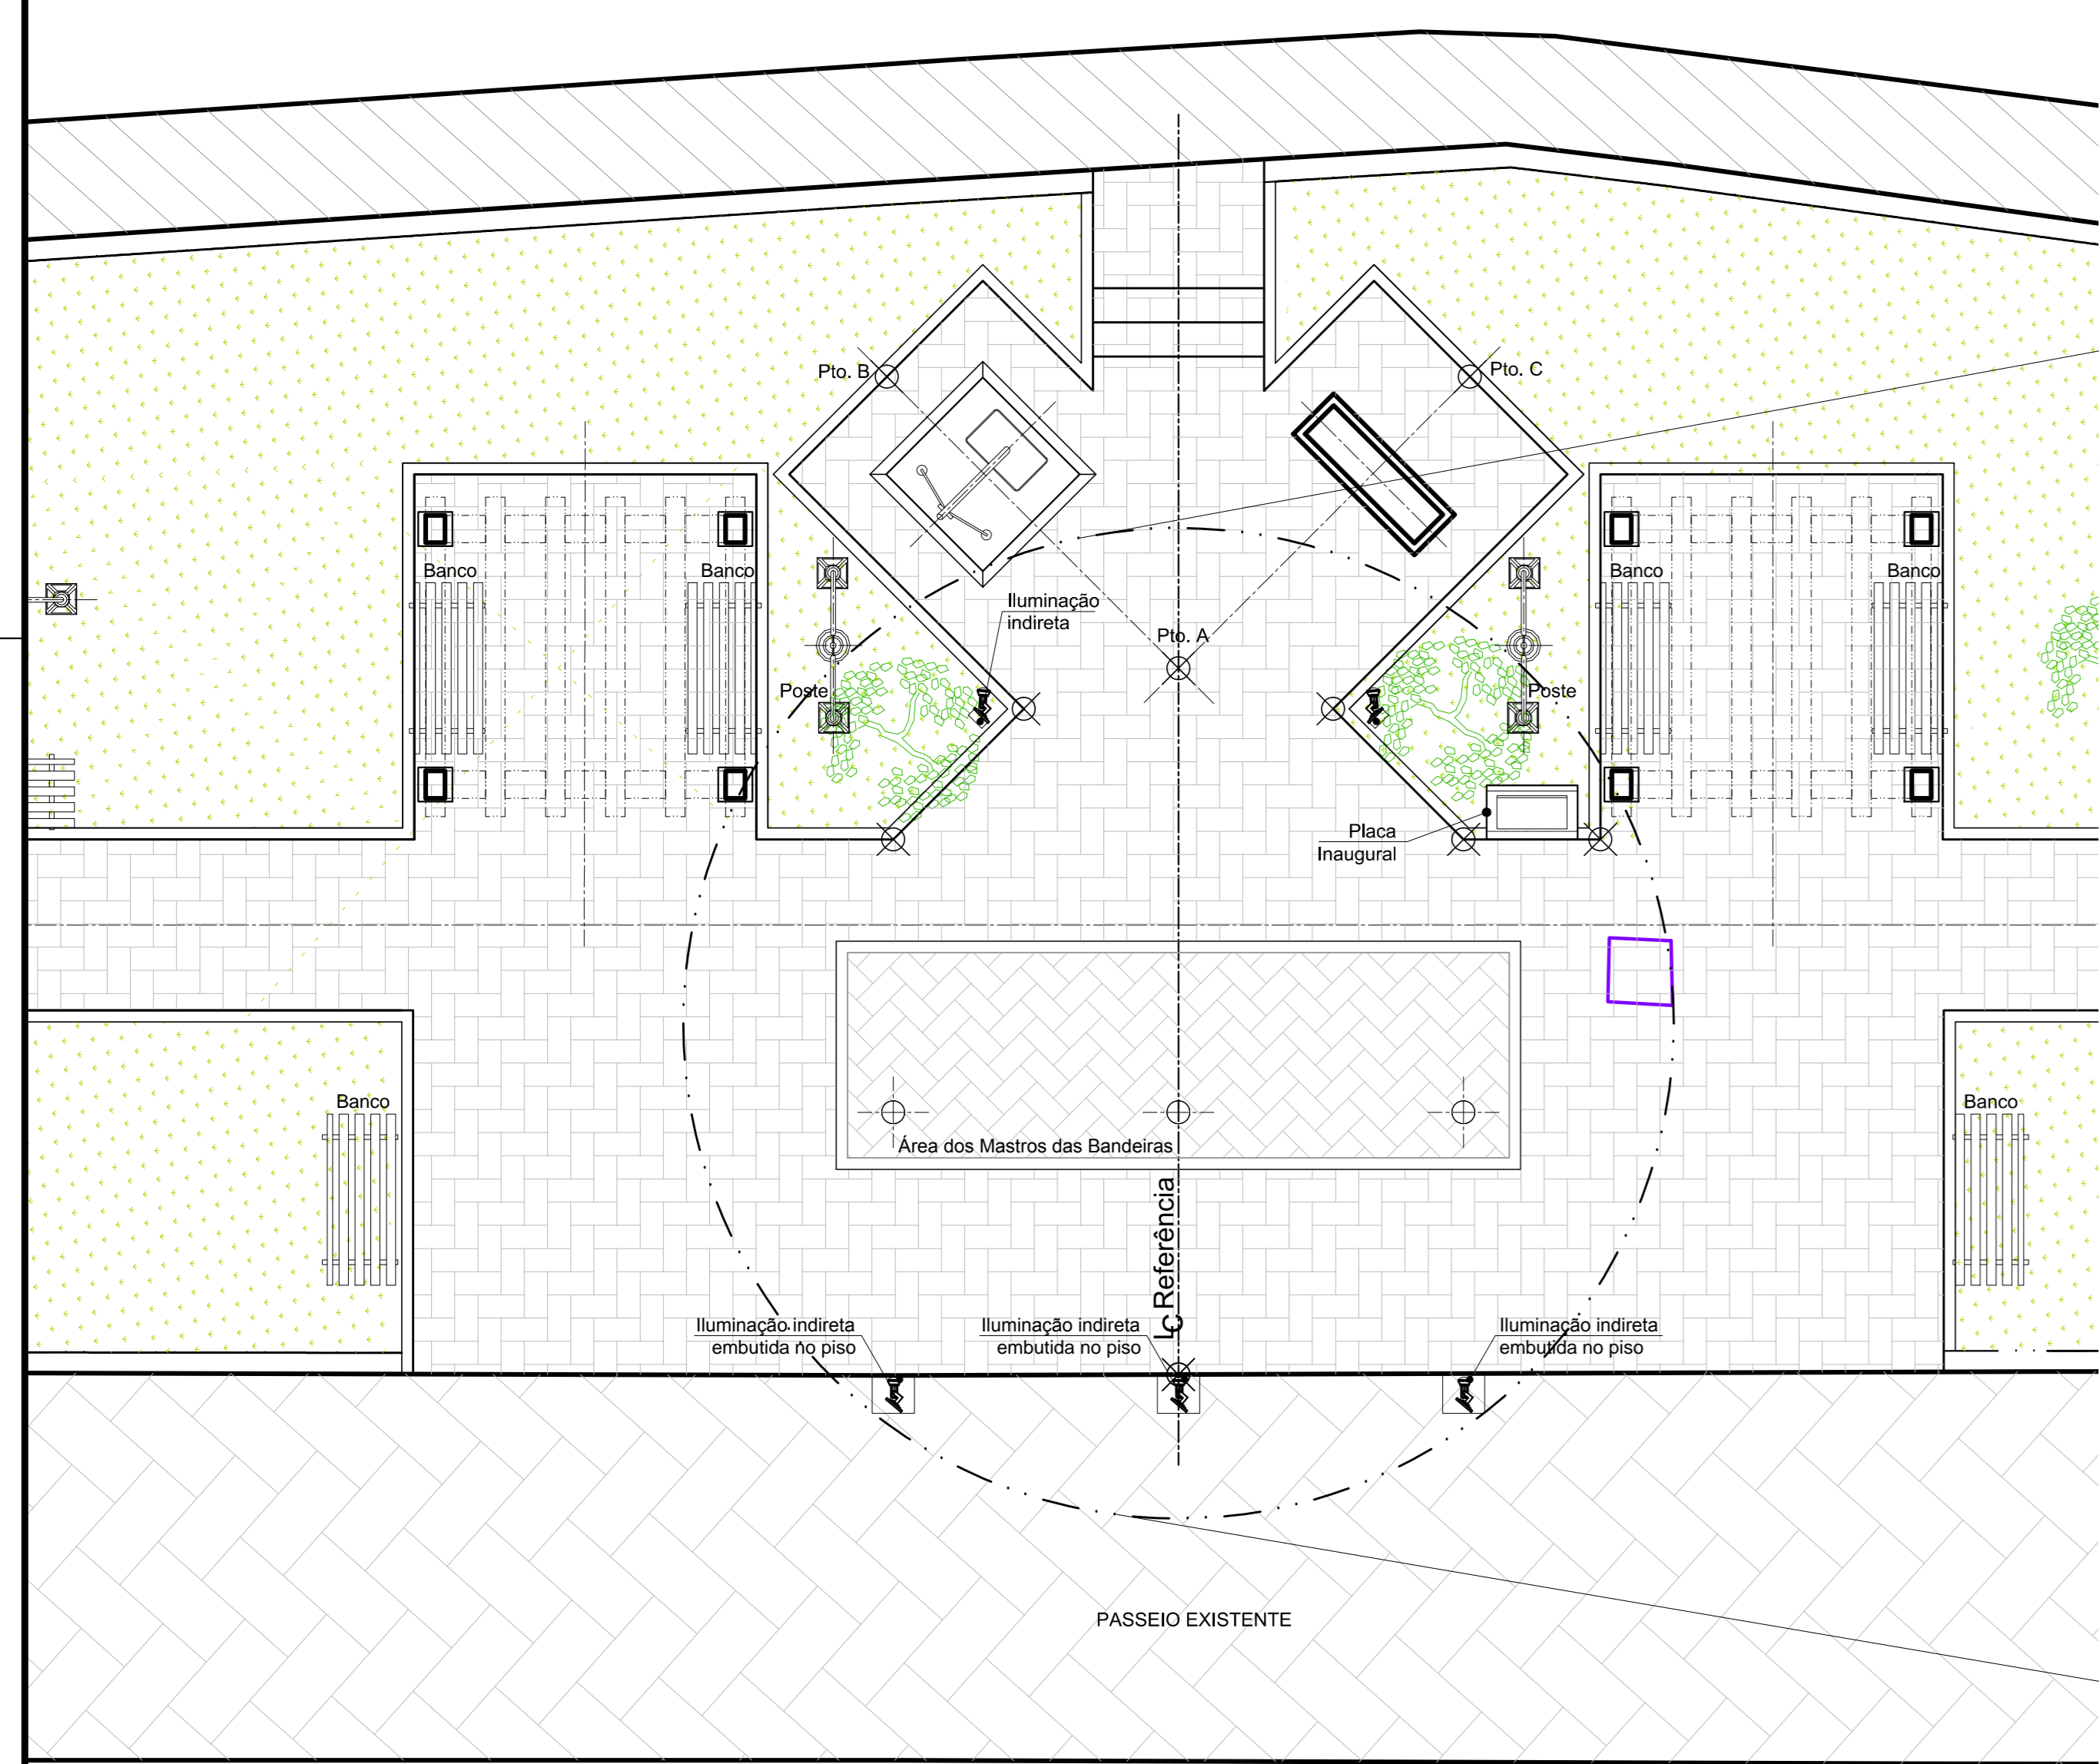 Pto. B
Pto. C
Banco
Banco
Banco
Banco
Iluminação
indireta
Pto. A
Poste
Poste
Placa
Inaugural
Banco
Banco
Área dos Mastros das Bandeiras
LC Referência
Iluminação indireta
embutida no piso
Iluminação indireta
embutida no piso
Iluminação indireta
embutida no piso
PASSEIO EXISTENTE